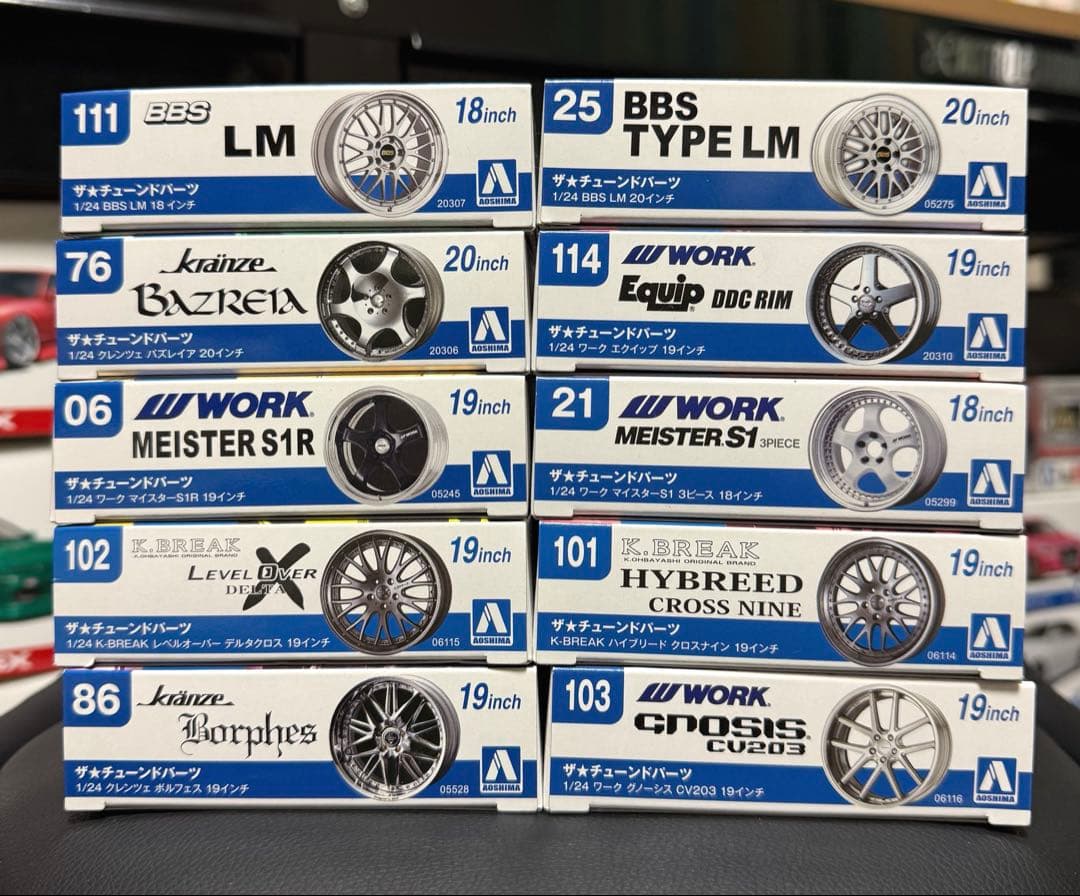 111 BBS LM 18inch
ザ★チューンドパーツ
1/24 BBS LM 18インチ
20307
AOSHIMA
25 BBS TYPE LM 20inch
ザ★チューンドパーツ
1/24 BBS LM 20インチ
05275
AOSHIMA
76 Kränze BAZREIA 20inch
ザ★チューンドパーツ
1/24 クレンツェ バズレイア 20インチ
20306
AOSHIMA
114 WORK Equip DDC RIM 19inch
ザ★チューンドパーツ
1/24 ワーク エクイップ 19インチ
20310
AOSHIMA
06 WORK MEISTER S1R 19inch
ザ★チューンドパーツ
1/24 ワーク マイスターS1R 19インチ
05245
AOSHIMA
21 WORK MEISTER.S1 3PIECE 18inch
ザ★チューンドパーツ
1/24 ワーク マイスターS1 3ピース 18インチ
05299
AOSHIMA
102 K.BREAK
K.OHBAYASHI ORIGINAL BRAND
LEVEL OVER
DELTA X
19inch
ザ★チューンドパーツ
1/24 K-BREAK レベルオーバー デルタクロス 19インチ
06115
AOSHIMA
101 K.BREAK
K.OHBAYASHI ORIGINAL BRAND
HYBREED
CROSS NINE
19inch
ザ★チューンドパーツ
K-BREAK ハイブリード クロスナイン 19インチ
06114
AOSHIMA
86 Kränze Borphes 19inch
ザ★チューンドパーツ
1/24 クレンツェ ボルフェス 19インチ
05528
AOSHIMA
103 WORK GNOSIS CV203 19inch
ザ★チューンドパーツ
1/24 ワーク グノーシス CV203 19インチ
06116
AOSHIMA